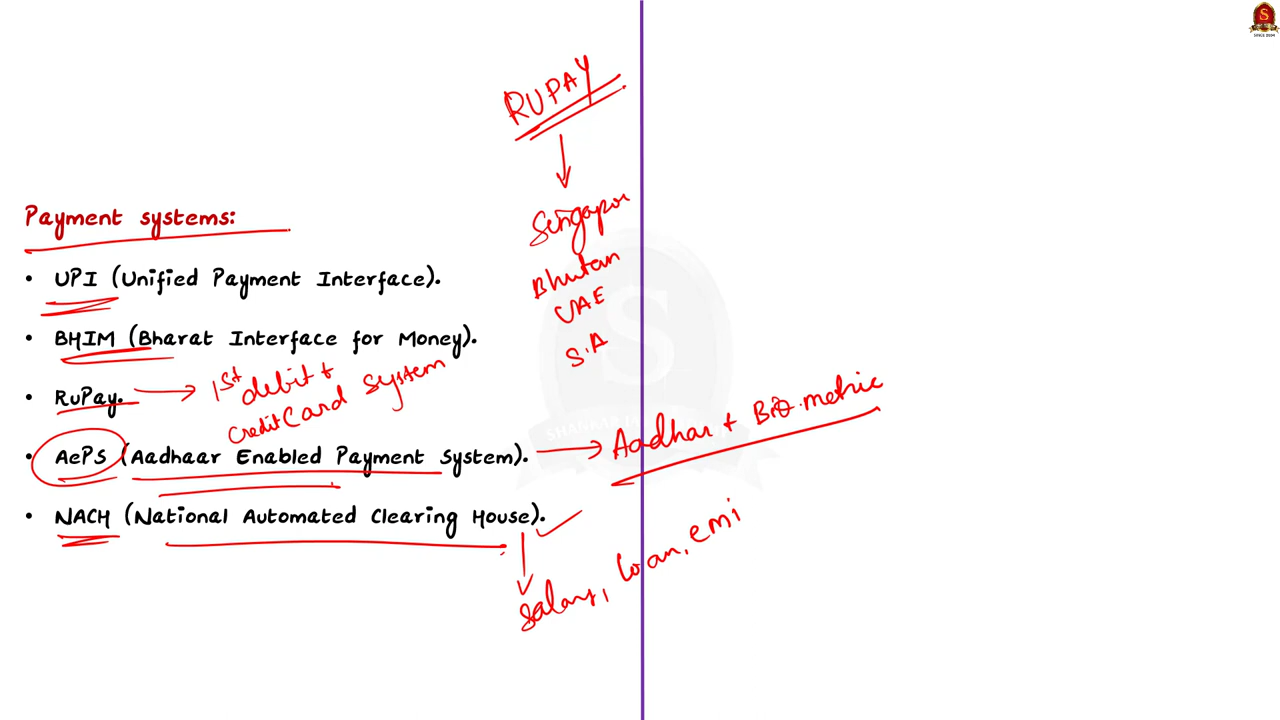 RUPAY
Singapor
Bhutan
UAE
S.A
Payment systems:
• UPI (Unified Payment Interface).
• BHIM (Bharat Interface for Money).
• RuPay. → 1st debit +
Credit Card System
• AePS (Aadhaar Enabled Payment System). → Aadhar + Bio.metric
• NACH (National Automated Clearing House).
Salary, loan, emi
S